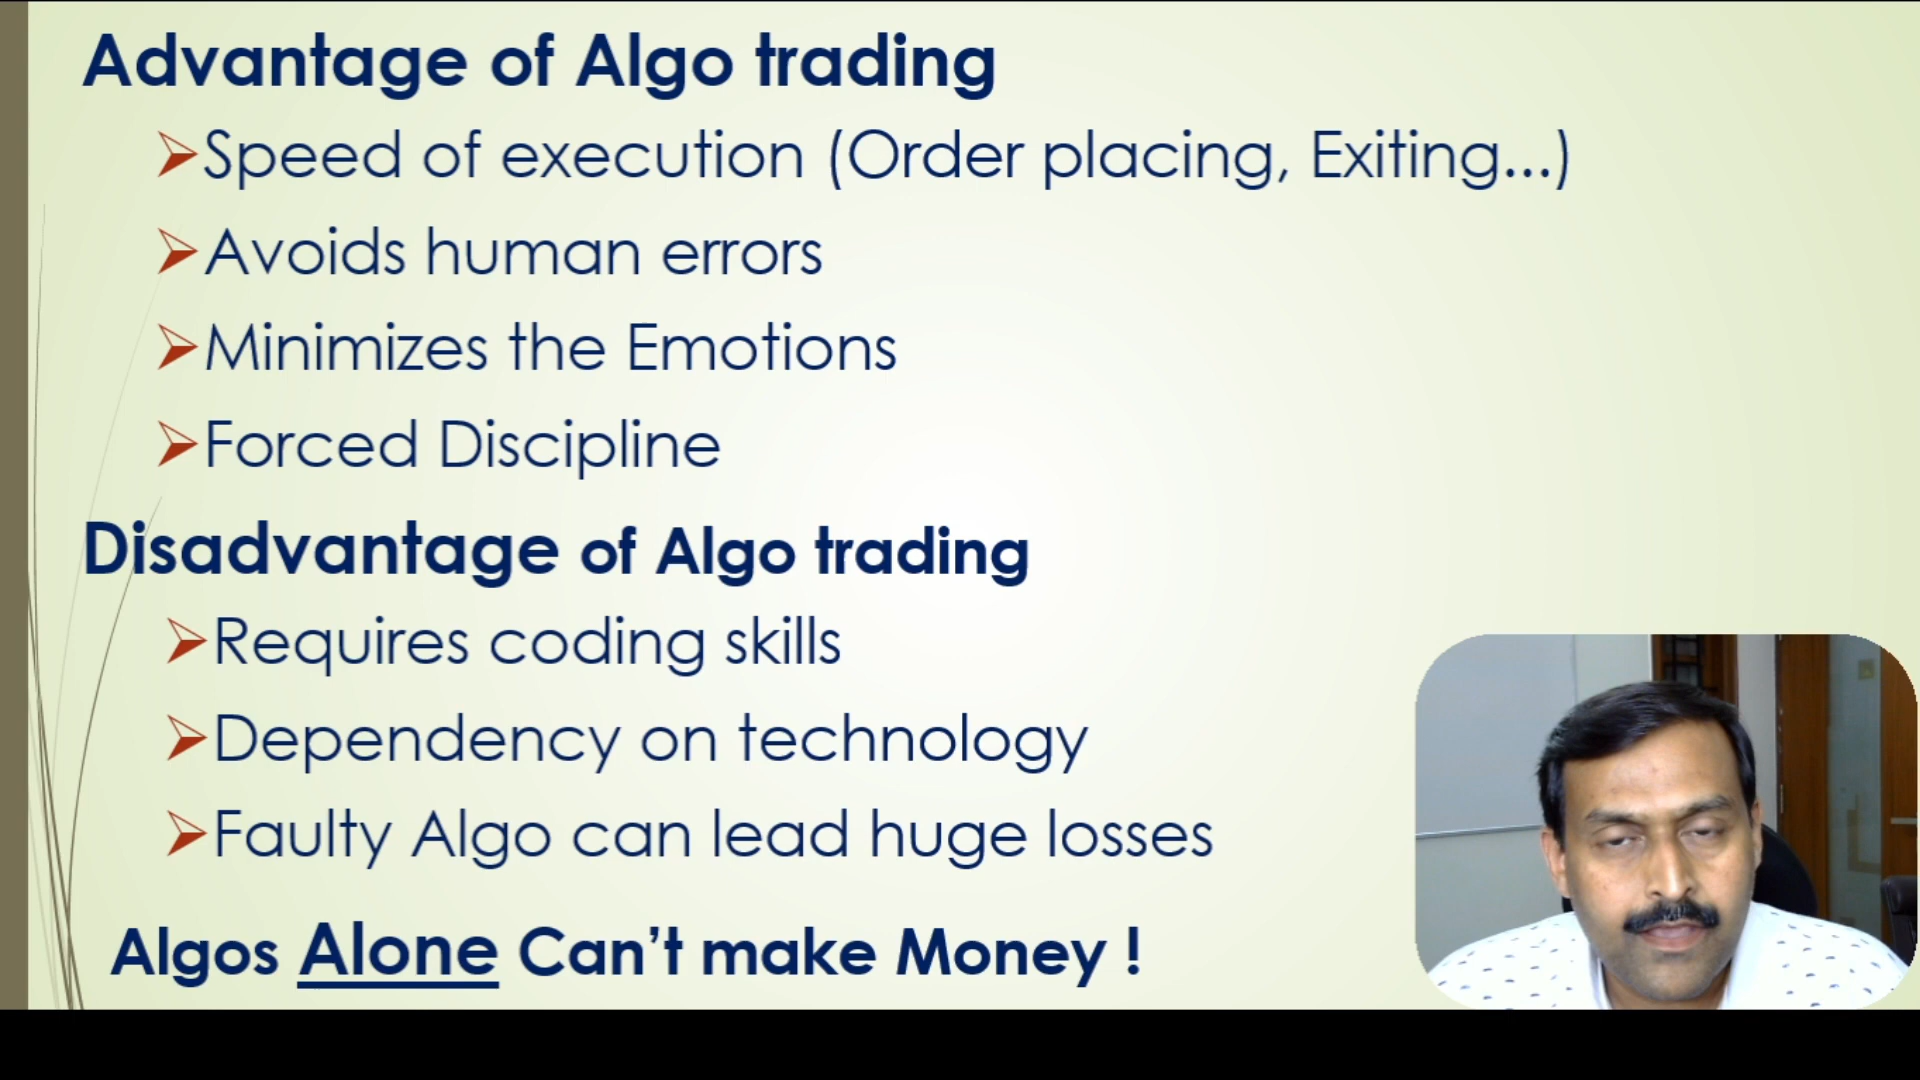 Advantage of Algo trading
Speed of execution (Order placing, Exiting...)
Avoids human errors
Minimizes the Emotions
Forced Discipline
Disadvantage of Algo trading
Requires coding skills
Dependency on technology
Faulty Algo can lead huge losses
Algos Alone Can't make Money !